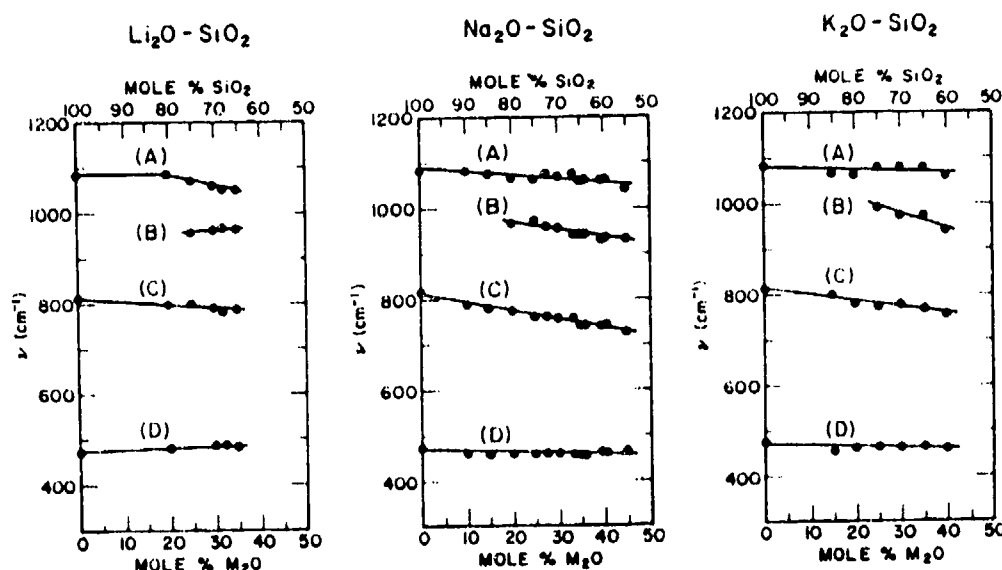 Li₂O-SiO₂
MOLE % SiO₂
100 90 80 70 60 50
1200
1000
800
600
400
ν (cm⁻¹)
(A)
(B)
(C)
(D)
0 10 20 30 40 50
MOLE % M₂O
Na₂O-SiO₂
MOLE % SiO₂
100 90 80 70 60 50
1200
1000
800
600
400
ν (cm⁻¹)
(A)
(B)
(C)
(D)
0 10 20 30 40 50
MOLE % M₂O
K₂O-SiO₂
MOLE % SiO₂
100 90 80 70 60 50
1200
1000
800
600
400
ν (cm⁻¹)
(A)
(B)
(C)
(D)
0 10 20 30 40 50
MOLE % M₂O